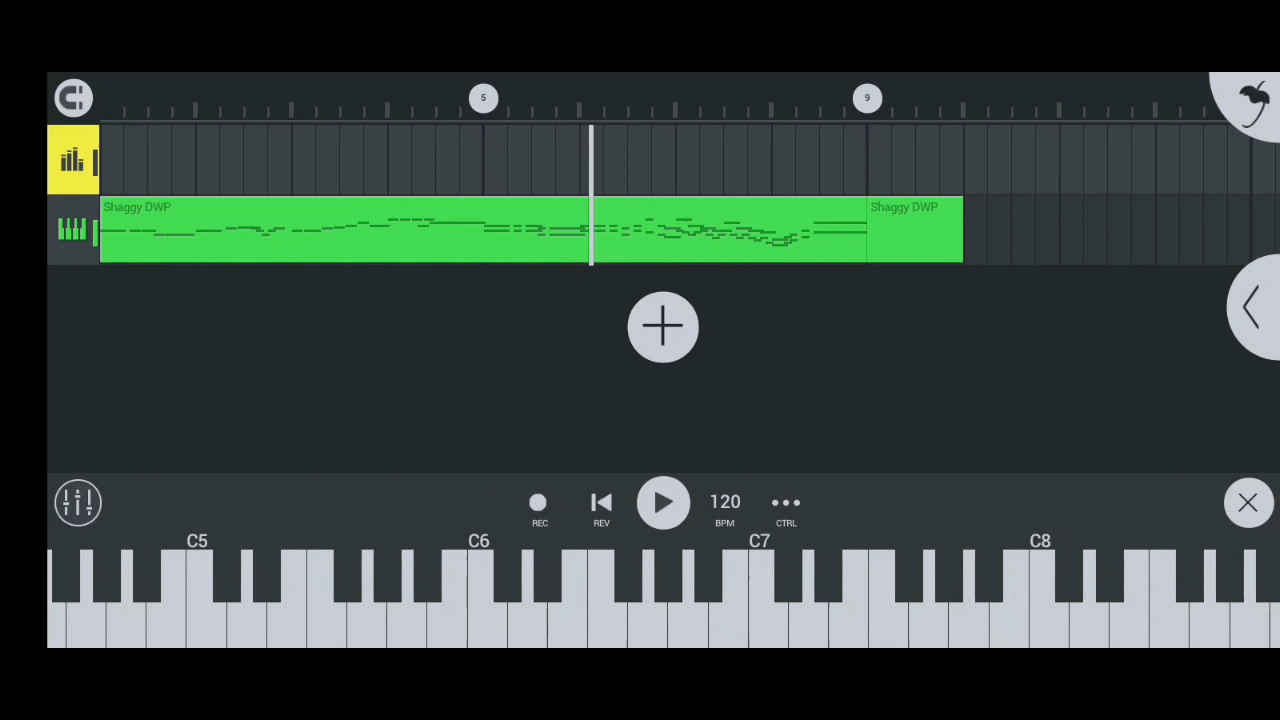 5
9
Shaggy DWP
Shaggy DWP
120
REC
REV
BPM
CTRL
C5
C6
C7
C8